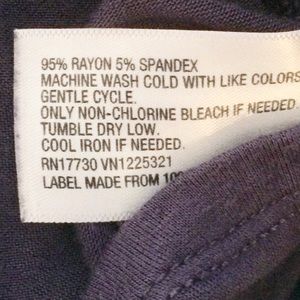 95% RAYON 5% SPANDEX
MACHINE WASH COLD WITH LIKE COLORS
GENTLE CYCLE.
ONLY NON-CHLORINE BLEACH IF NEEDED
TUMBLE DRY LOW.
COOL IRON IF NEEDED.
RN17730 VN1225321
LABEL MADE FROM